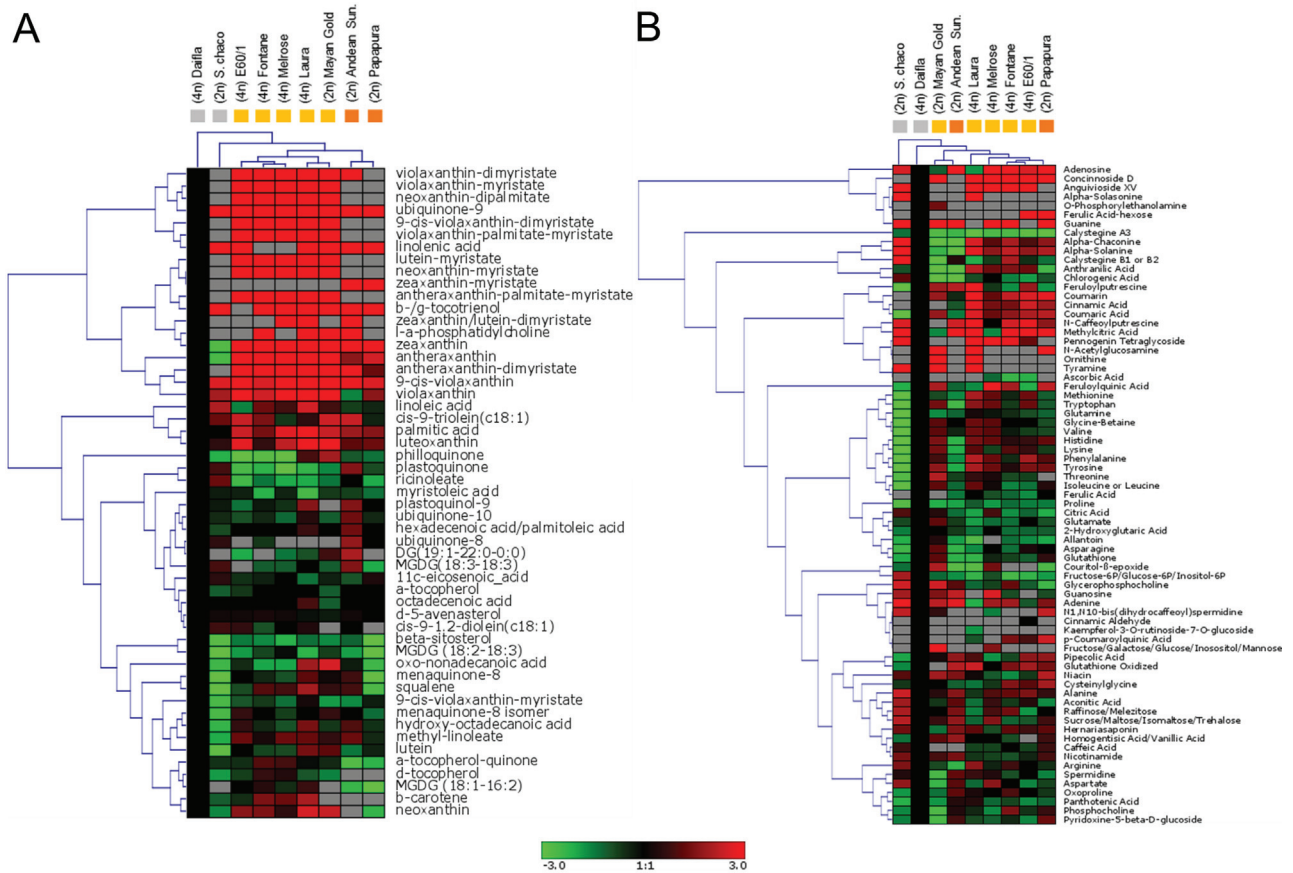 A
(4n) Daifla
(2n) S. chaco
(4n) E60/1
(4n) Fontane
(4n) Melrose
(4n) Laura
(2n) Mayan Gold
(2n) Andean Sun.
(2n) Papapura
violaxanthin-dimyristate
violaxanthin-myristate
neoxanthin-dipalmitate
ubiquinone-9
9-cis-violaxanthin-dimyristate
violaxanthin-palmitate-myristate
linolenic acid
lutein-myristate
neoxanthin-myristate
zeaxanthin-myristate
antheraxanthin-palmitate-myristate
b-/g-tocotrienol
zeaxanthin/lutein-dimyristate
l-a-phosphatidylcholine
zeaxanthin
antheraxanthin
antheraxanthin-dimyristate
9-cis-violaxanthin
violaxanthin
linoleic acid
cis-9-triolein(c18:1)
palmitic acid
luteoxanthin
philloquinone
plastoquinone
ricinoleate
myristoleic acid
plastoquinol-9
ubiquinone-10
hexadecenoic acid/palmitoleic acid
ubiquinone-8
DG(19:1-22:0-0:0)
MGDG(18:3-18:3)
11c-eicosenoic_acid
a-tocopherol
octadecenoic acid
d-5-avenasterol
cis-9-1.2-diolein(c18:1)
beta-sitosterol
MGDG (18:2-18:3)
oxo-nonadecanoic acid
menaquinone-8
squalene
9-cis-violaxanthin-myristate
menaquinone-8 isomer
hydroxy-octadecanoic acid
methyl-linoleate
lutein
a-tocopherol-quinone
d-tocopherol
MGDG (18:1-16:2)
b-carotene
neoxanthin
B
(2n) S. chaco
(4n) Daifla
(2n) Mayan Gold
(2n) Andean Sun.
(4n) Laura
(4n) Melrose
(4n) Fontane
(4n) E60/1
(2n) Papapura
Adenosine
Concinnoside D
Anguivioside XV
Alpha-Solasonine
O-Phosphorylethanolamine
Ferulic Acid-hexose
Guanine
Calystegine A3
Alpha-Chaconine
Alpha-Solanine
Calystegine B1 or B2
Anthranilic Acid
Chlorogenic Acid
Feruloylputrescine
Coumarin
Cinnamic Acid
Coumaric Acid
N-Caffeoylputrescine
Methylcitric Acid
Pennogenin Tetraglycoside
N-Acetylglucosamine
Ornithine
Tyramine
Ascorbic Acid
Feruloylquinic Acid
Methionine
Tryptophan
Glutamine
Glycine-Betaine
Valine
Histidine
Lysine
Phenylalanine
Tyrosine
Threonine
Isoleucine or Leucine
Ferulic Acid
Proline
Citric Acid
Glutamate
2-Hydroxyglutaric Acid
Allantoin
Asparagine
Glutathione
Couritol-ß-epoxide
Fructose-6P/Glucose-6P/Inositol-6P
Glycerophosphocholine
Guanosine
Adenine
N1,N10-bis(dihydrocaffeoyl)spermidine
Cinnamic Aldehyde
Kaempferol-3-O-rutinoside-7-O-glucoside
p-Coumaroylquinic Acid
Fructose/Galactose/Glucose/Inosositol/Mannose
Pipecolic Acid
Glutathione Oxidized
Niacin
Cysteinylglycine
Alanine
Aconitic Acid
Raffinose/Melezitose
Sucrose/Maltose/Isomaltose/Trehalose
Hernariasaponin
Homogentisic Acid/Vanillic Acid
Caffeic Acid
Nicotinamide
Arginine
Spermidine
Aspartate
Oxoproline
Panthotenic Acid
Phosphocholine
Pyridoxine-5-beta-D-glucoside
-3.0 1:1 3.0